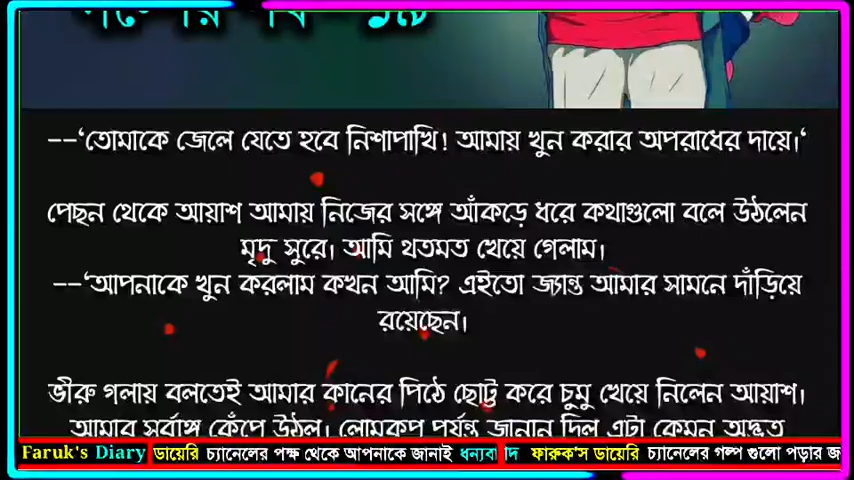 --‘তোমাকে জেলে যেতে হবে নিশাপাখি! আমায় খুন করার অপরাধের দায়ে।‘
পেছন থেকে আয়াশ আমায় নিজের সঙ্গে আঁকড়ে ধরে কথাগুলো বলে উঠলেন
মৃদু সুরে। আমি থতমত খেয়ে গেলাম।
--‘আপনাকে খুন করলাম কখন আমি? এইতো জ্যান্ত আমার সামনে দাঁড়িয়ে
রয়েছেন।
ভীরু গলায় বলতেই আমার কানের পিঠে ছোট্ট করে চুমু খেয়ে নিলেন আয়াশ।
আমার সর্বাঙ্গ কেঁপে উঠল। লোমকূপ পর্যন্ত জানান দিল এটা কেমন অদ্ভুত
Faruk's Diary ডায়েরি চ্যানেলের পক্ষ থেকে আপনাকে জানাই ধন্যবাদ ফারুক'স ডায়েরি চ্যানেলের গল্প গুলো পড়ার